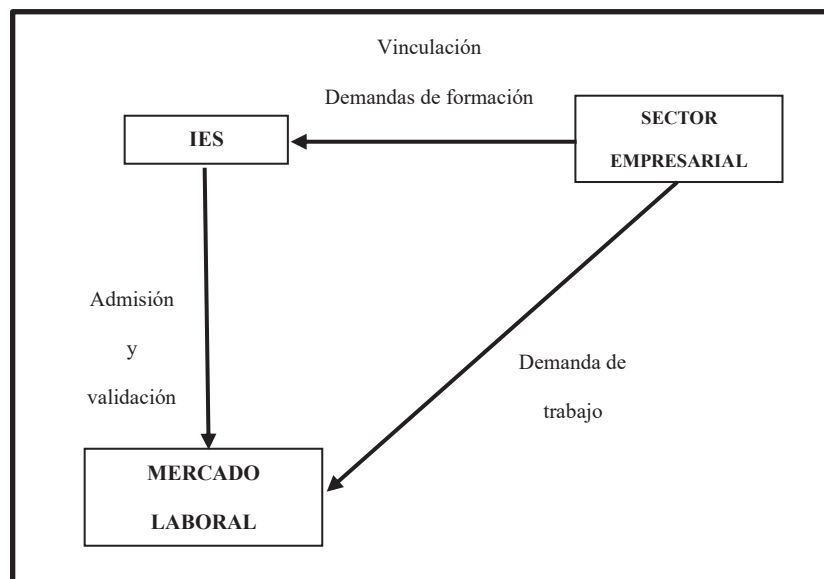 Vinculación
Demandas de formación
IES
SECTOR
EMPRESARIAL
Admisión
y
validación
Demanda de
trabajo
MERCADO
LABORAL